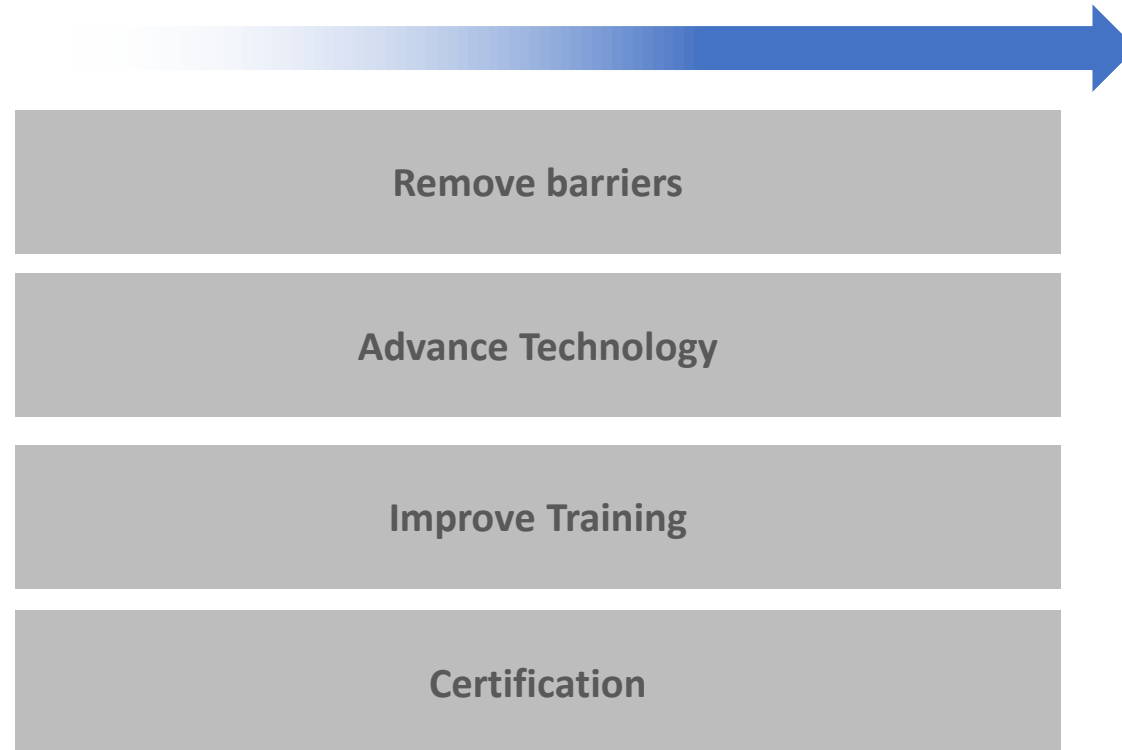 Remove barriers
Advance Technology
Improve Training
Certification